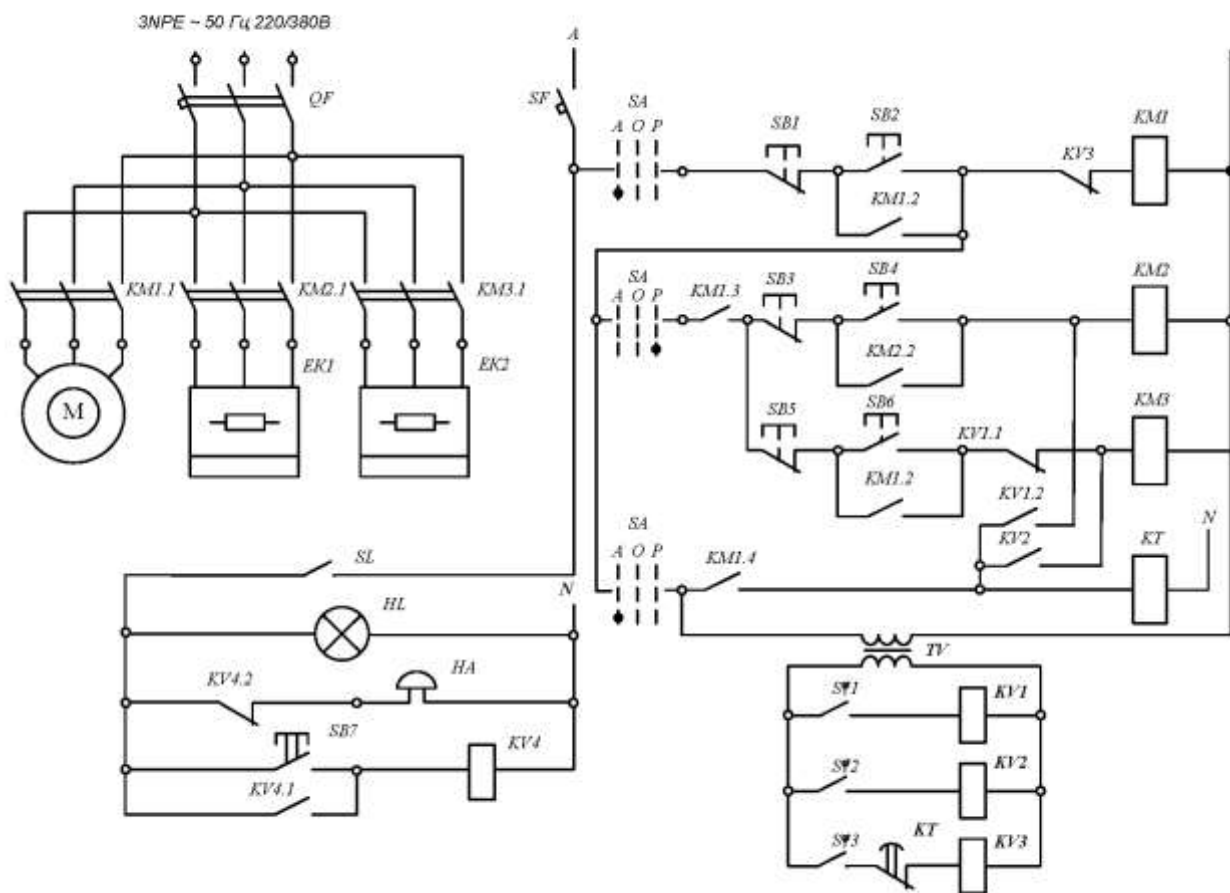 3NPE ~ 50 Гц 220/380В
QF
KM1.1
KM2.1
KM3.1
EK1
EK2
M
A
SF
SA
A O P
SB1
SB2
KM1.2
KV3
KM1
SA
A O P
KM1.3
SB3
SB4
KM2.2
KM2
SB5
SB6
KM1.2
KV1.1
KM3
KV1.2
KV2
SA
A O P
KM1.4
KT
N
SL
N
HL
KV4.2
HA
SB7
KV4
KV4.1
TV
KV1
KV2
KT
KV3